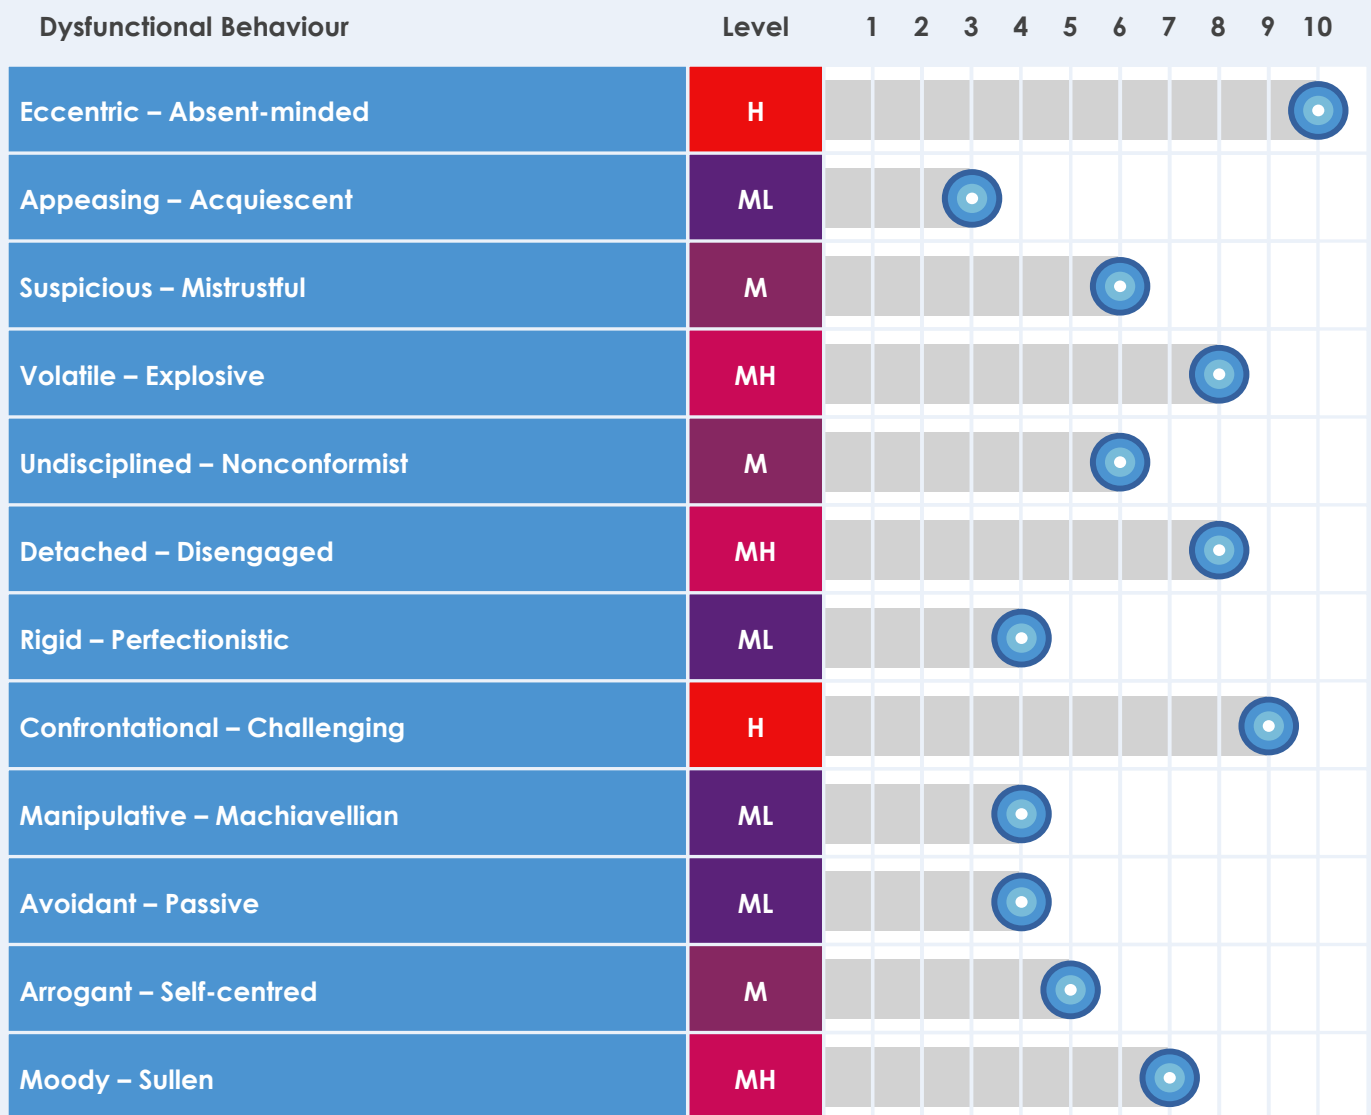 Dysfunctional Behaviour Level 1 2 3 4 5 6 7 8 9 10
Eccentric – Absent-minded H
Appeasing – Acquiescent ML
Suspicious – Mistrustful M
Volatile – Explosive MH
Undisciplined – Nonconformist M
Detached – Disengaged MH
Rigid – Perfectionistic ML
Confrontational – Challenging H
Manipulative – Machiavellian ML
Avoidant – Passive ML
Arrogant – Self-centred M
Moody – Sullen MH